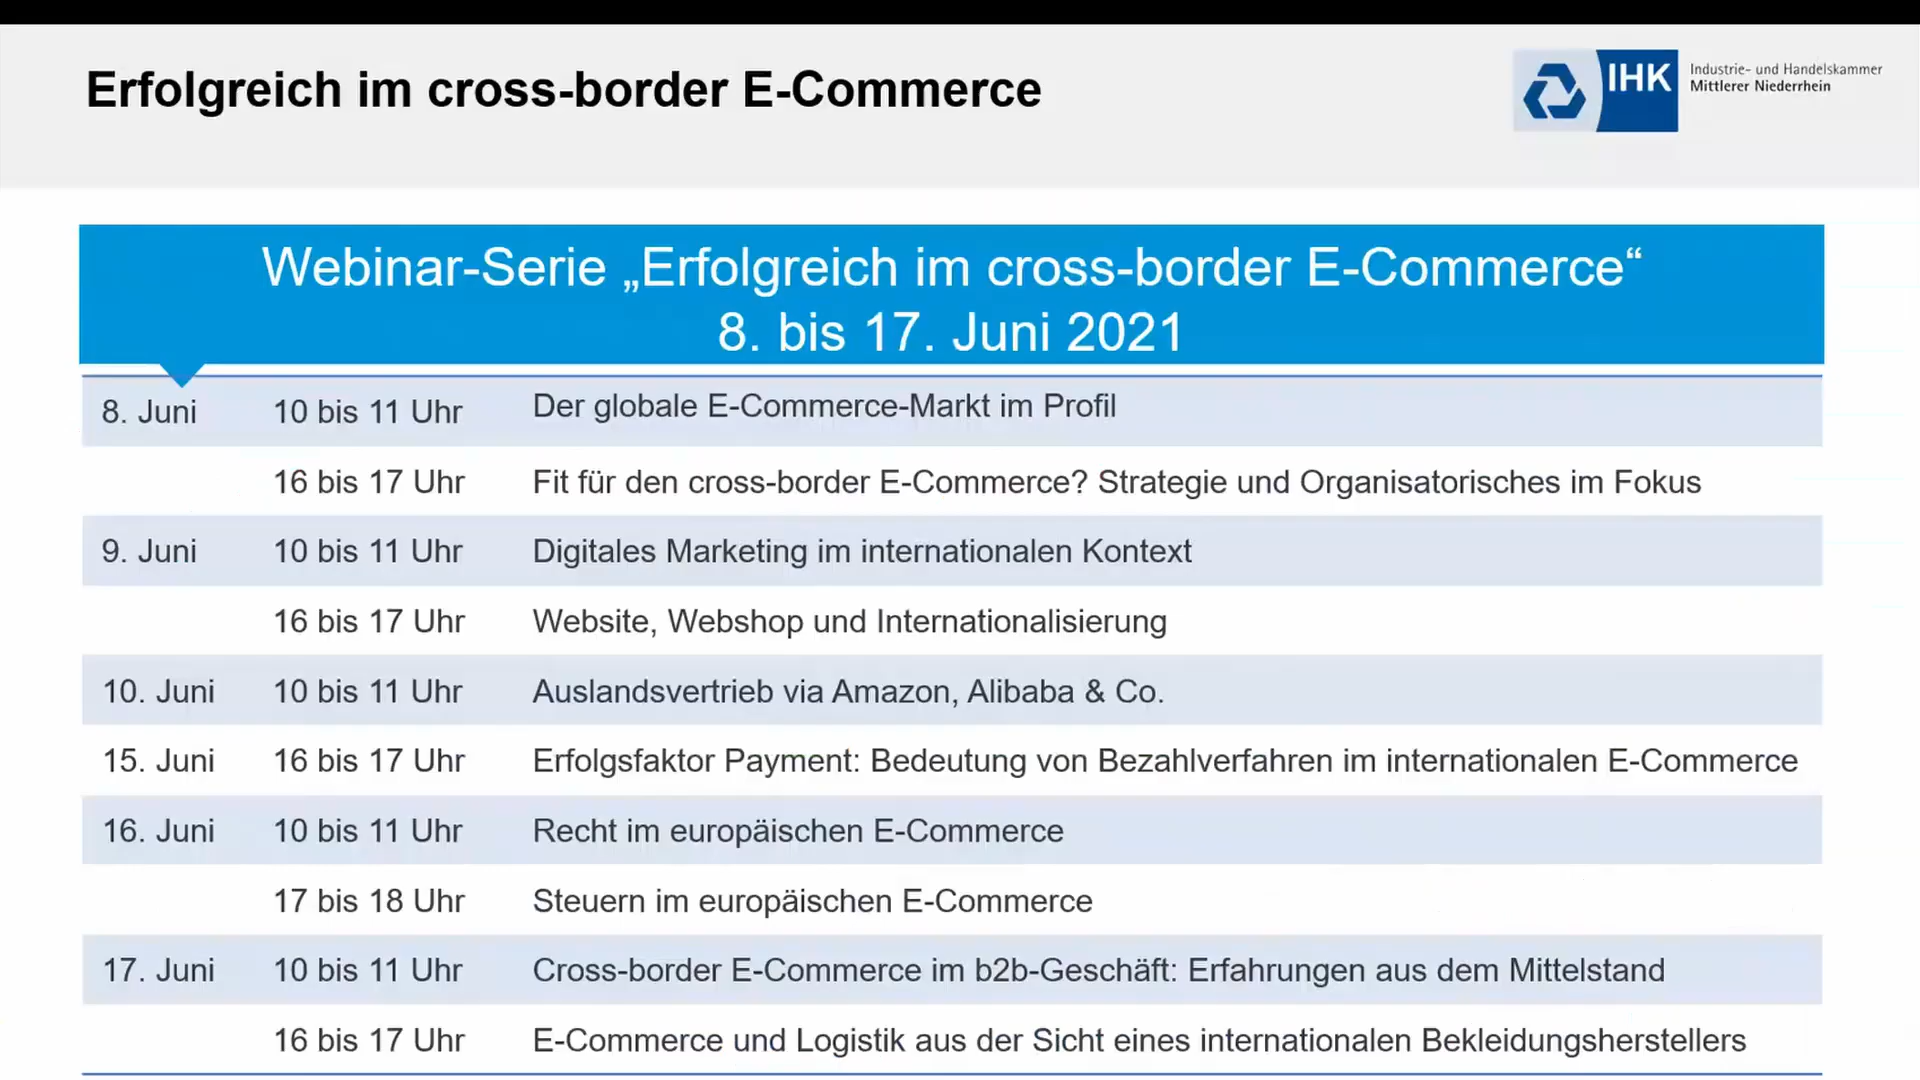 Erfolgreich im cross-border E-Commerce
IHK
Industrie- und Handelskammer
Mittlerer Niederrhein
Webinar-Serie „Erfolgreich im cross-border E-Commerce“
8. bis 17. Juni 2021
8. Juni 10 bis 11 Uhr Der globale E-Commerce-Markt im Profil
16 bis 17 Uhr Fit für den cross-border E-Commerce? Strategie und Organisatorisches im Fokus
9. Juni 10 bis 11 Uhr Digitales Marketing im internationalen Kontext
16 bis 17 Uhr Website, Webshop und Internationalisierung
10. Juni 10 bis 11 Uhr Auslandsvertrieb via Amazon, Alibaba & Co.
15. Juni 16 bis 17 Uhr Erfolgsfaktor Payment: Bedeutung von Bezahlverfahren im internationalen E-Commerce
16. Juni 10 bis 11 Uhr Recht im europäischen E-Commerce
17 bis 18 Uhr Steuern im europäischen E-Commerce
17. Juni 10 bis 11 Uhr Cross-border E-Commerce im b2b-Geschäft: Erfahrungen aus dem Mittelstand
16 bis 17 Uhr E-Commerce und Logistik aus der Sicht eines internationalen Bekleidungsherstellers